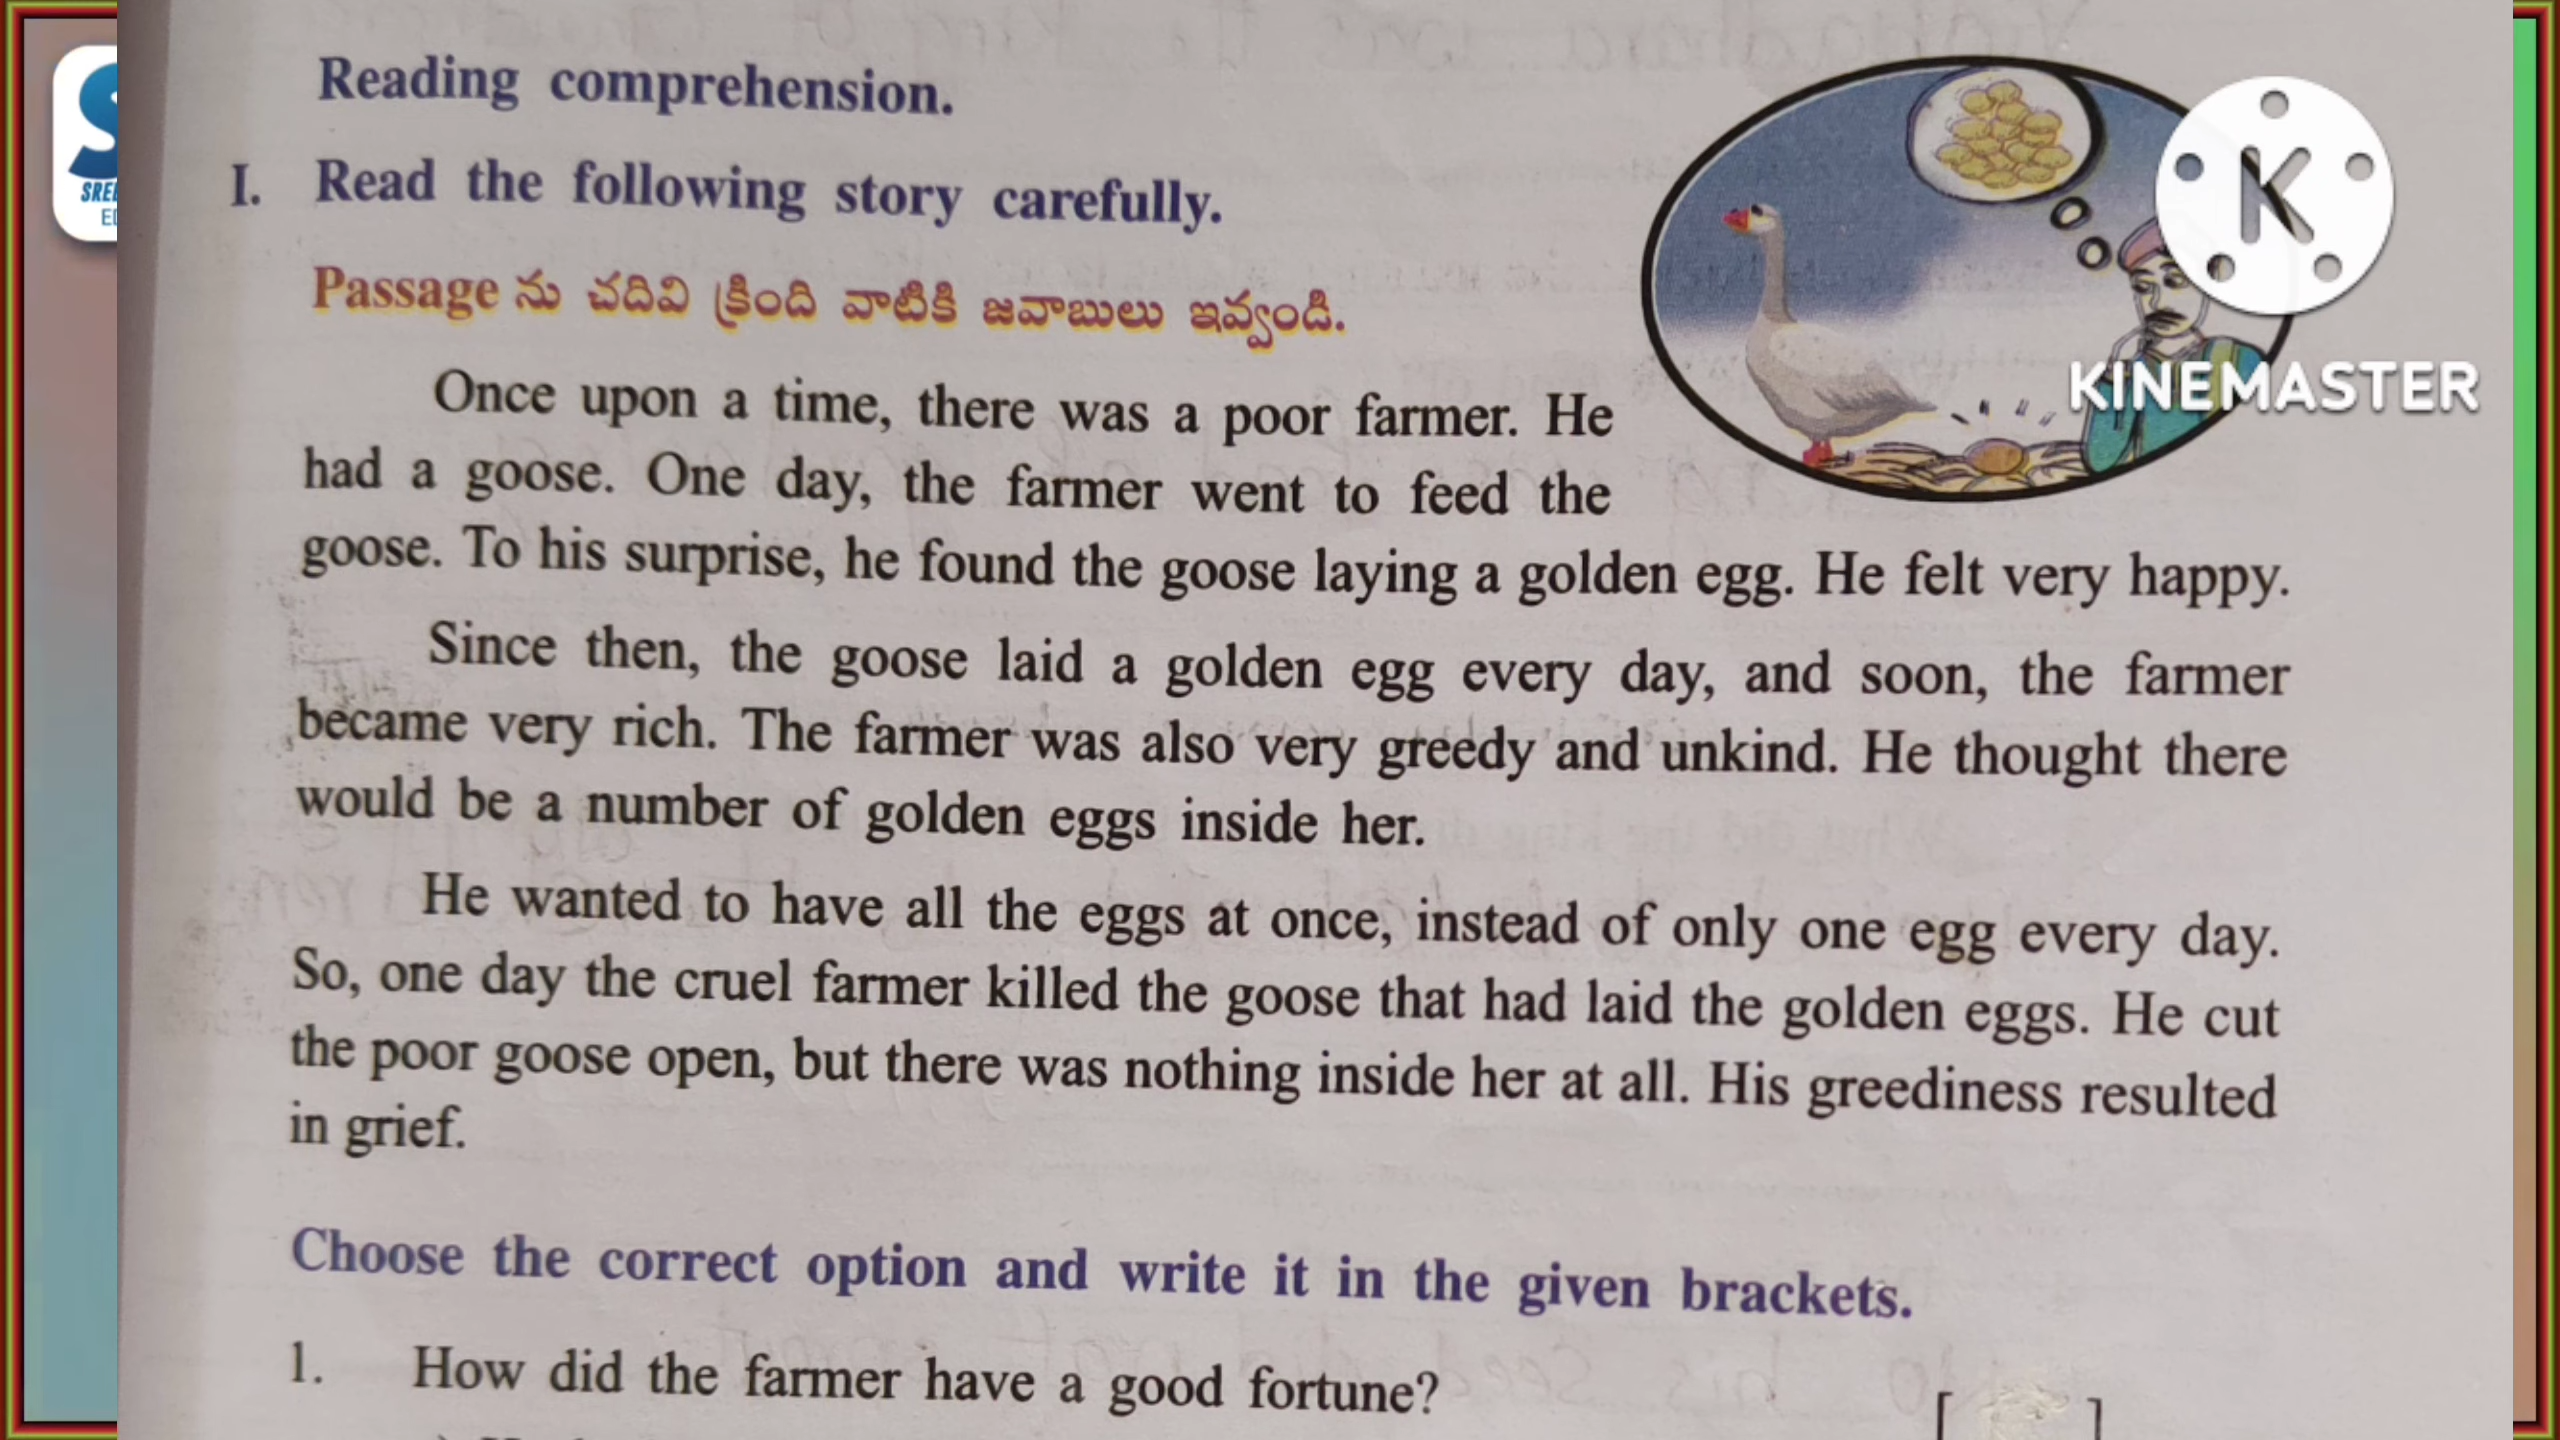 Reading comprehension.
I. Read the following story carefully.
Passage ను చదివి క్రింది వాటికి జవాబులు ఇవ్వండి.
KINEMASTER
Once upon a time, there was a poor farmer. He
had a goose. One day, the farmer went to feed the
goose. To his surprise, he found the goose laying a golden egg. He felt very happy.
Since then, the goose laid a golden egg every day, and soon, the farmer
became very rich. The farmer was also very greedy and unkind. He thought there
would be a number of golden eggs inside her.
He wanted to have all the eggs at once, instead of only one egg every day.
So, one day the cruel farmer killed the goose that had laid the golden eggs. He cut
the poor goose open, but there was nothing inside her at all. His greediness resulted
in grief.
Choose the correct option and write it in the given brackets.
1. How did the farmer have a good fortune? [ ]